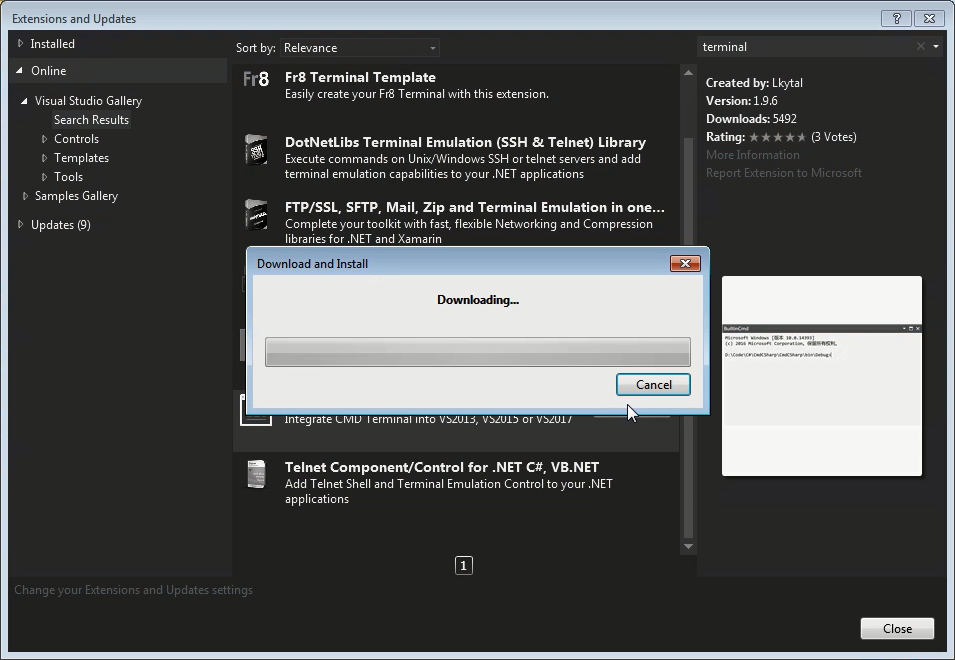 Extensions and Updates
?
Installed
Online
Visual Studio Gallery
Search Results
Controls
Templates
Tools
Samples Gallery
Updates (9)
Sort by: Relevance
Fr8
Fr8 Terminal Template
Easily create your Fr8 Terminal with this extension.
DotNetLibs Terminal Emulation (SSH & Telnet) Library
Execute commands on Unix/Windows SSH or telnet servers and add
terminal emulation capabilities to your .NET applications
FTP/SSL, SFTP, Mail, Zip and Terminal Emulation in one...
Complete your toolkit with fast, flexible Networking and Compression
libraries for .NET and Xamarin
Download and Install
Downloading...
Cancel
Integrate CMD Terminal into VS2013, VS2015 or VS2017
Telnet Component/Control for .NET C#, VB.NET
Add Telnet Shell and Terminal Emulation Control to your .NET
applications
1
terminal
Created by: Lkytal
Version: 1.9.6
Downloads: 5492
Rating: ★★★★★ (3 Votes)
More Information
Report Extension to Microsoft
BuiltinCmd
Microsoft Windows [版本 10.0.14393]
(c) 2016 Microsoft Corporation。保留所有权利。
D:\Code\C#\CmdCSharp\CmdCSharp\bin\Debug>
Change your Extensions and Updates settings
Close